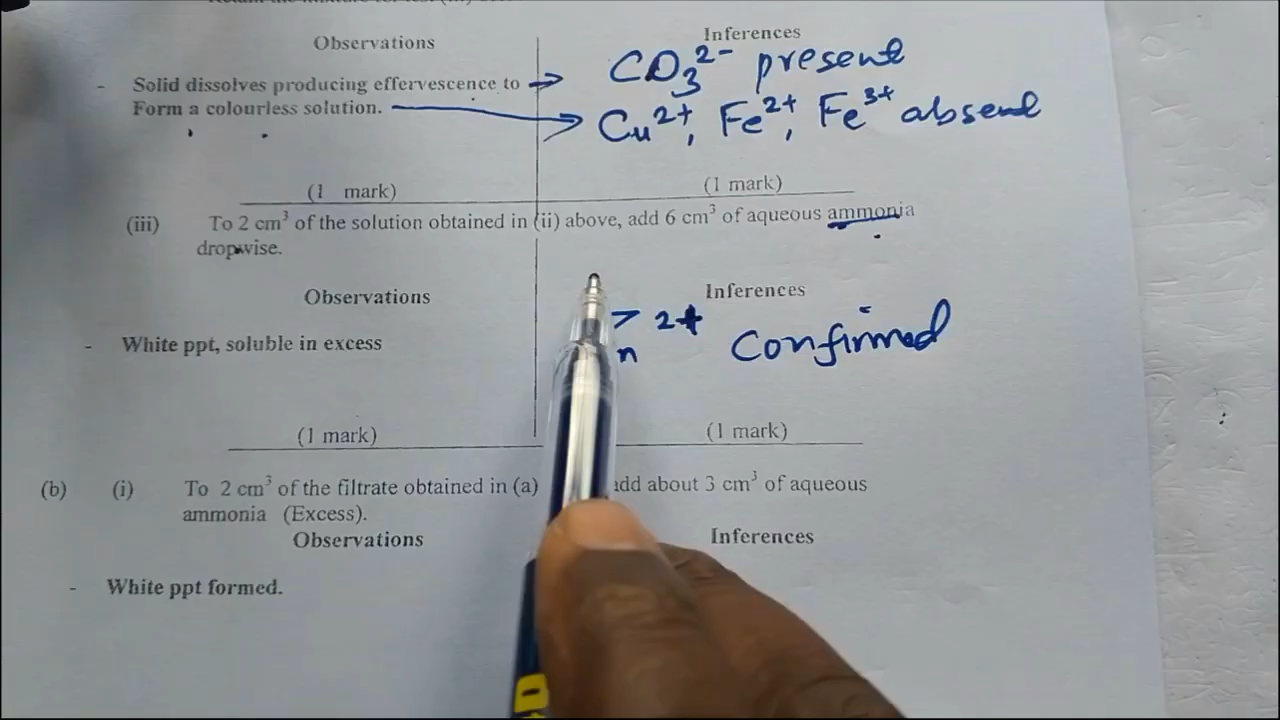 Observations
Inferences
- Solid dissolves producing effervescence to
Form a colourless solution.
CO₃²⁻ present
Cu²⁺, Fe²⁺, Fe³⁺ absent
(1 mark)
(1 mark)
(iii) To 2 cm³ of the solution obtained in (ii) above, add 6 cm³ of aqueous ammonia
dropwise.
Observations
Inferences
- White ppt, soluble in excess
Zn²⁺ Confirmed
(1 mark)
(1 mark)
(b) (i) To 2 cm³ of the filtrate obtained in (a) add about 3 cm³ of aqueous
ammonia (Excess).
Observations
Inferences
- White ppt formed.